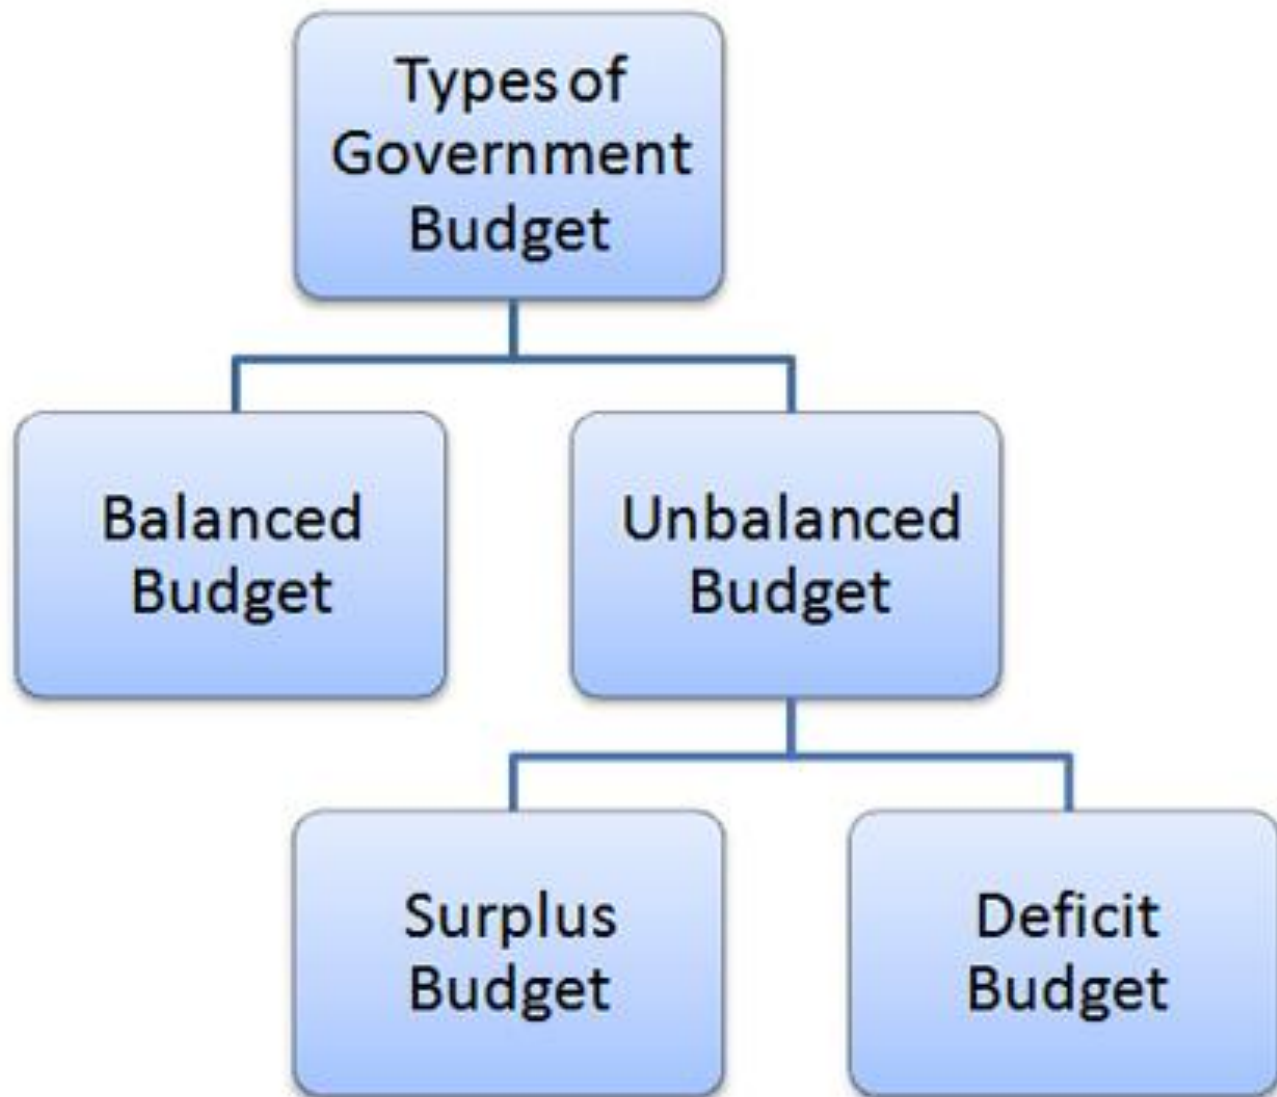 Types of
Government
Budget
Balanced
Budget
Unbalanced
Budget
Surplus
Budget
Deficit
Budget